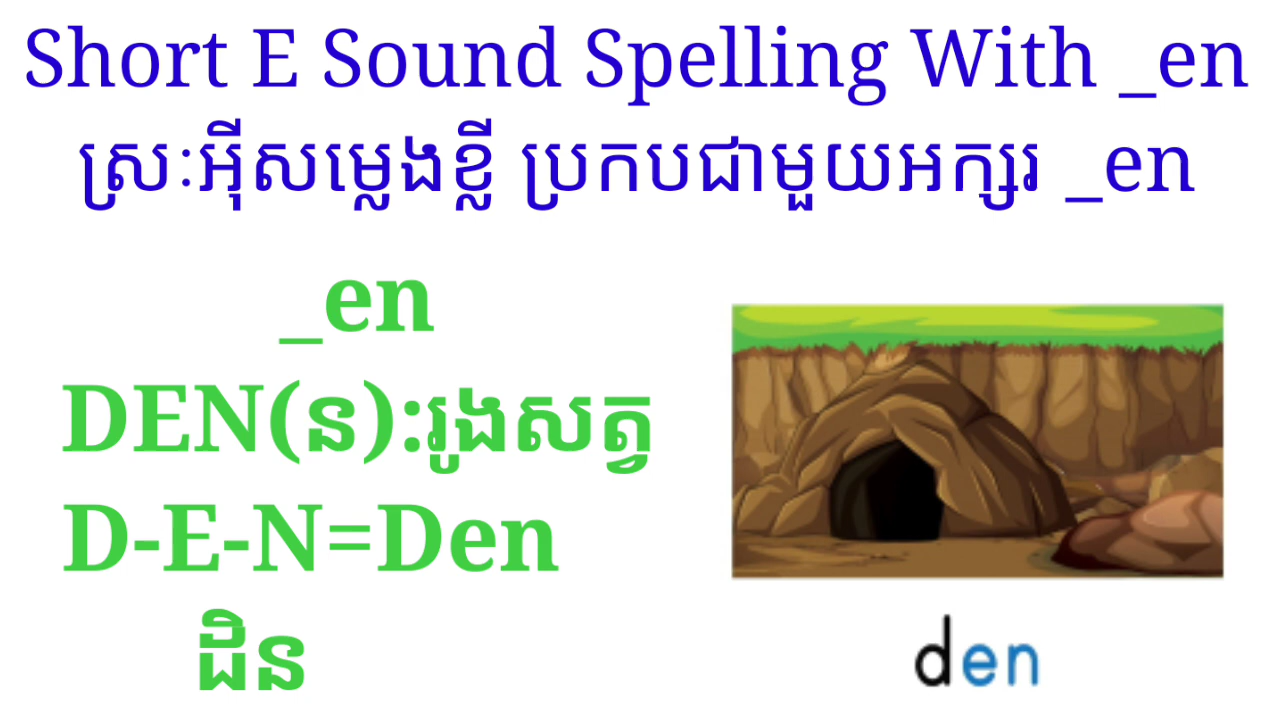 Short E Sound Spelling With _en
ស្រៈអ៊ីសម្លេងខ្លី ប្រកបជាមួយអក្សរ _en
_en
DEN(ន):រូងសត្វ
D-E-N=Den
ដិន
den